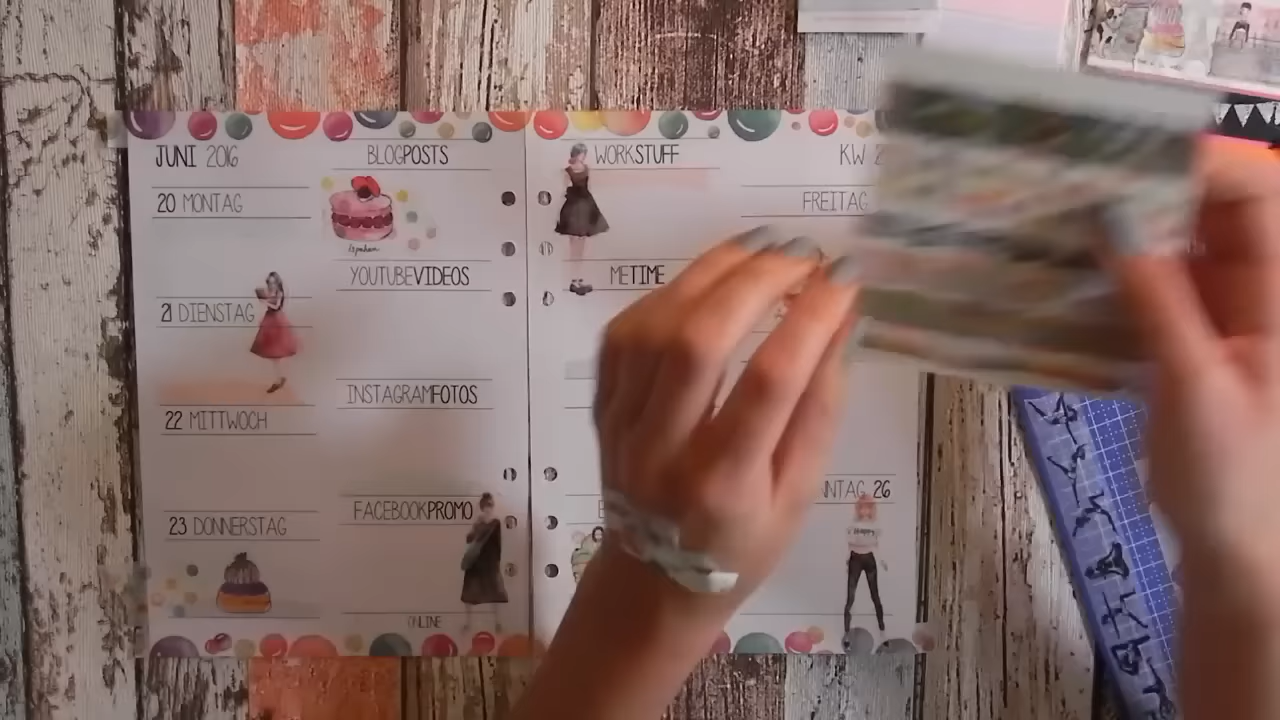 JUNI 2016
BLOGPOSTS
WORKSTUFF
KW
20 MONTAG
FREITAG
YOUTUBEVIDEOS
METIME
21 DIENSTAG
INSTAGRAMFOTOS
22 MITTWOCH
NTAG 26
FACEBOOKPROMO
23 DONNERSTAG
ONLINE